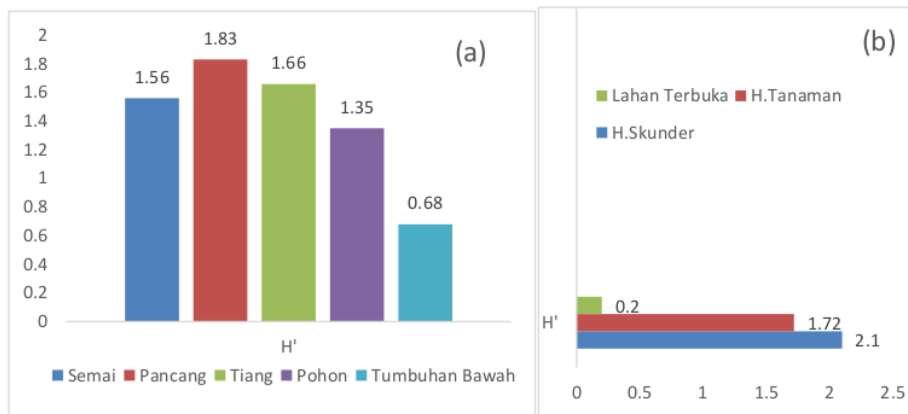 (a)
2
1.8
1.6
1.4
1.2
1
0.8
0.6
0.4
0.2
0
1.56
1.83
1.66
1.35
0.68
H'
Semai Pancang Tiang Pohon Tumbuhan Bawah
(b)
Lahan Terbuka H.Tanaman
H.Skunder
H'
0.2
1.72
2.1
0 0.5 1 1.5 2 2.5